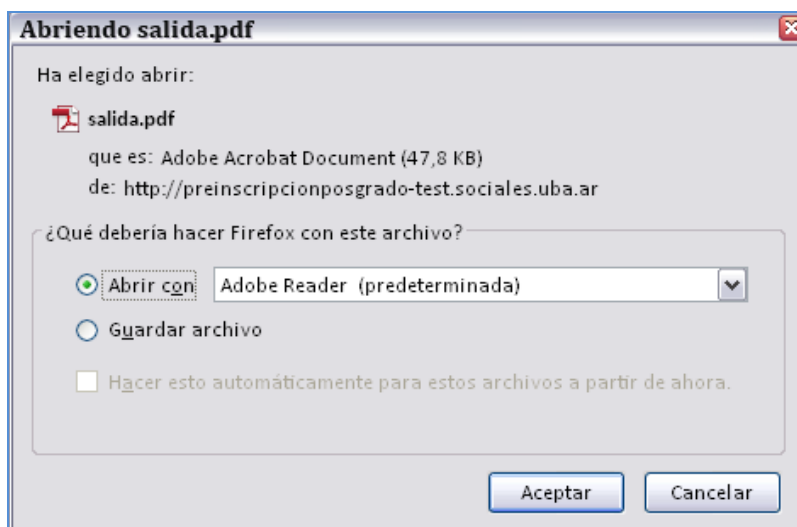 Abriendo salida.pdf
Ha elegido abrir:
salida.pdf
que es: Adobe Acrobat Document (47,8 KB)
de: http://preinscripcionposgrado-test.sociales.uba.ar
¿Qué debería hacer Firefox con este archivo?
Abrir con Adobe Reader (predeterminada)
Guardar archivo
Hacer esto automáticamente para estos archivos a partir de ahora.
Aceptar Cancelar